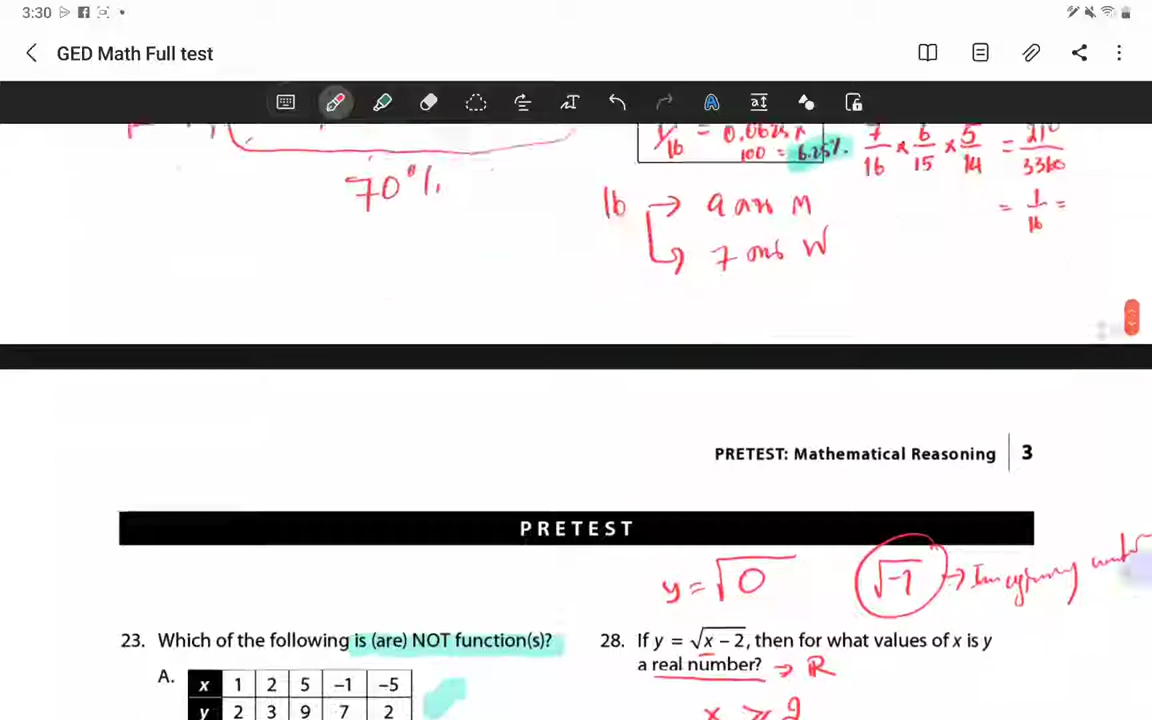 3:30
GED Math Full test
70%
1/16 = 0.0625 x
100 = 6.25%.
7/16 x 6/15 x 5/14 = 210/3360
= 1/16 =
16 → 9 are M
→ 7 are W
PRETEST: Mathematical Reasoning 3
PRETEST
y = √0 √-1 → Imaginary
23. Which of the following is (are) NOT function(s)?
A.
x 1 2 5 −1 −5
y 2 3 9 7 2
28. If y = √x − 2, then for what values of x is y
a real number? → R
x ≥ 2